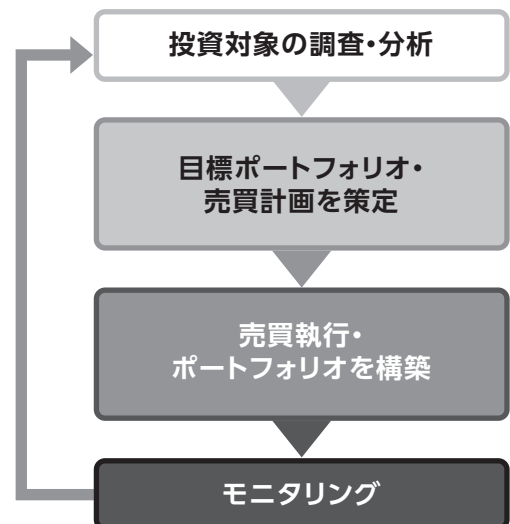 投資対象の調査・分析
目標ポートフォリオ・
売買計画を策定
売買執行・
ポートフォリオを構築
モニタリング